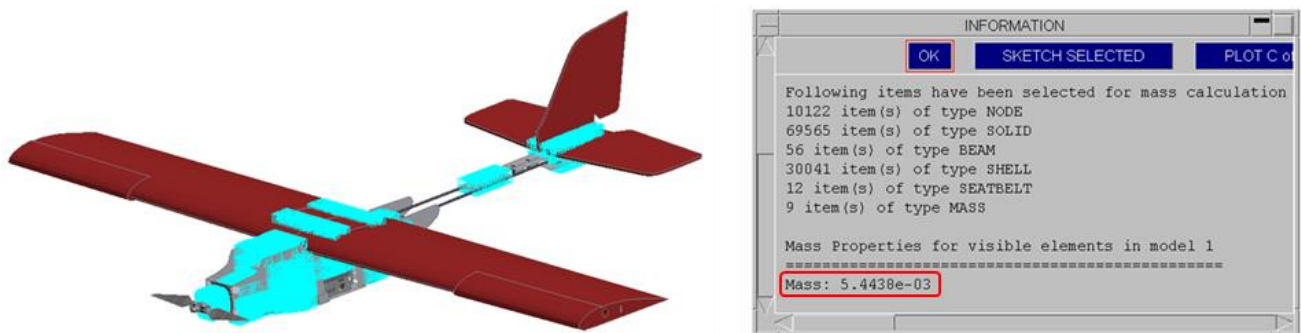 INFORMATION
OK SKETCH SELECTED PLOT C of
Following items have been selected for mass calculation
10122 item(s) of type NODE
69565 item(s) of type SOLID
56 item(s) of type BEAM
30041 item(s) of type SHELL
12 item(s) of type SEATBELT
9 item(s) of type MASS
Mass Properties for visible elements in model 1
================================================
Mass: 5.4438e-03